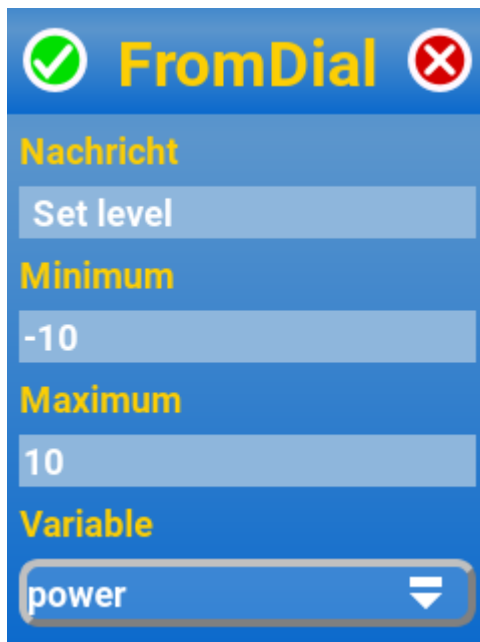 FromDial
Nachricht
Set level
Minimum
-10
Maximum
10
Variable
power